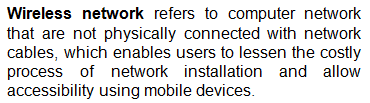 Wireless network refers to computer network
that are not physically connected with network
cables, which enables users to lessen the costly
process of network installation and allow
accessibility using mobile devices.